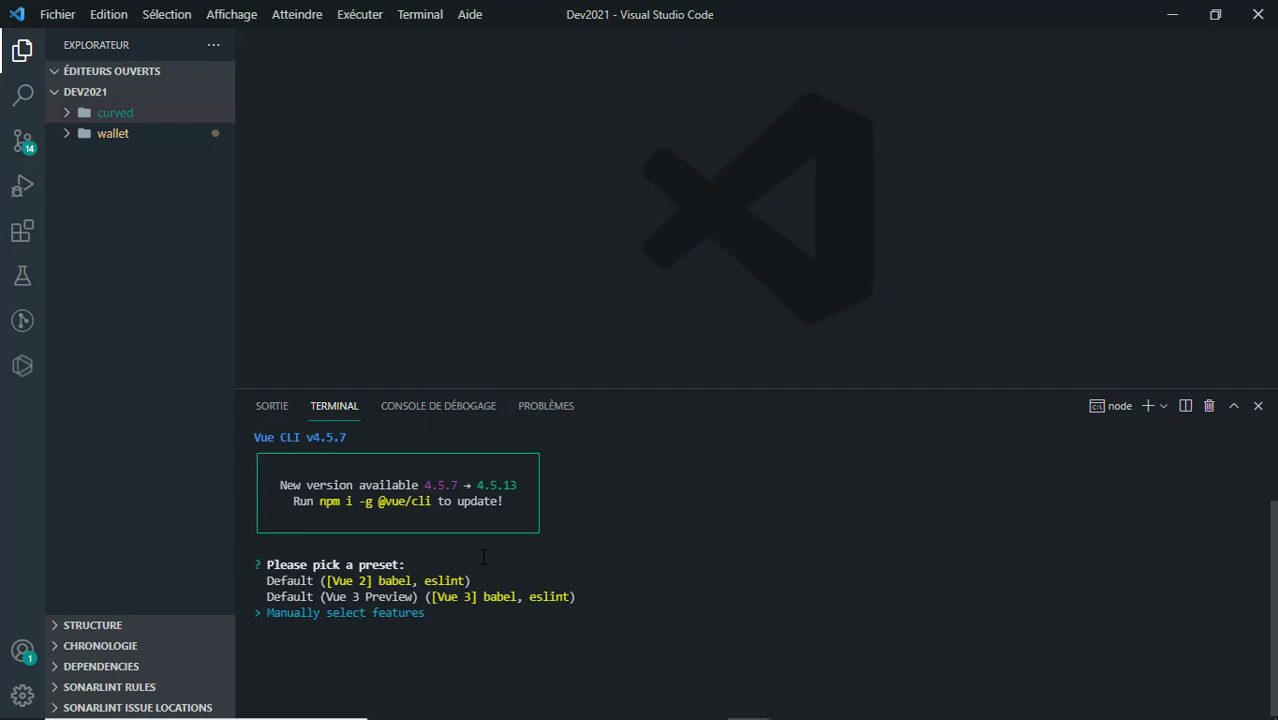 Fichier Edition Sélection Affichage Atteindre Exécuter Terminal Aide Dev2021 - Visual Studio Code
EXPLORATEUR
ÉDITEURS OUVERTS
DEV2021
curved
wallet
14
SORTIE TERMINAL CONSOLE DE DÉBOGAGE PROBLÈMES node
Vue CLI v4.5.7
New version available 4.5.7 → 4.5.13
Run npm i -g @vue/cli to update!
? Please pick a preset:
Default ([Vue 2] babel, eslint)
Default (Vue 3 Preview) ([Vue 3] babel, eslint)
> Manually select features
STRUCTURE
CHRONOLOGIE
1
DEPENDENCIES
SONARLINT RULES
SONARLINT ISSUE LOCATIONS